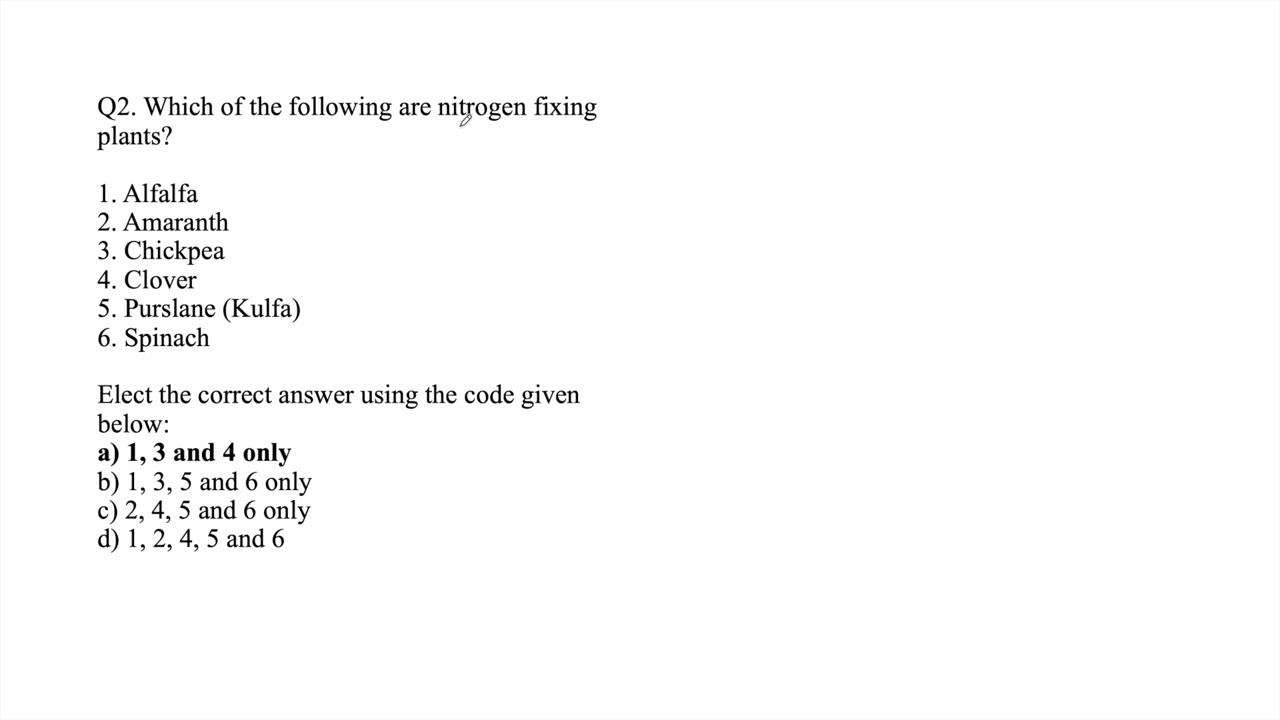 Q2. Which of the following are nitrogen fixing
plants?
1. Alfalfa
2. Amaranth
3. Chickpea
4. Clover
5. Purslane (Kulfa)
6. Spinach
Elect the correct answer using the code given
below:
a) 1, 3 and 4 only
b) 1, 3, 5 and 6 only
c) 2, 4, 5 and 6 only
d) 1, 2, 4, 5 and 6